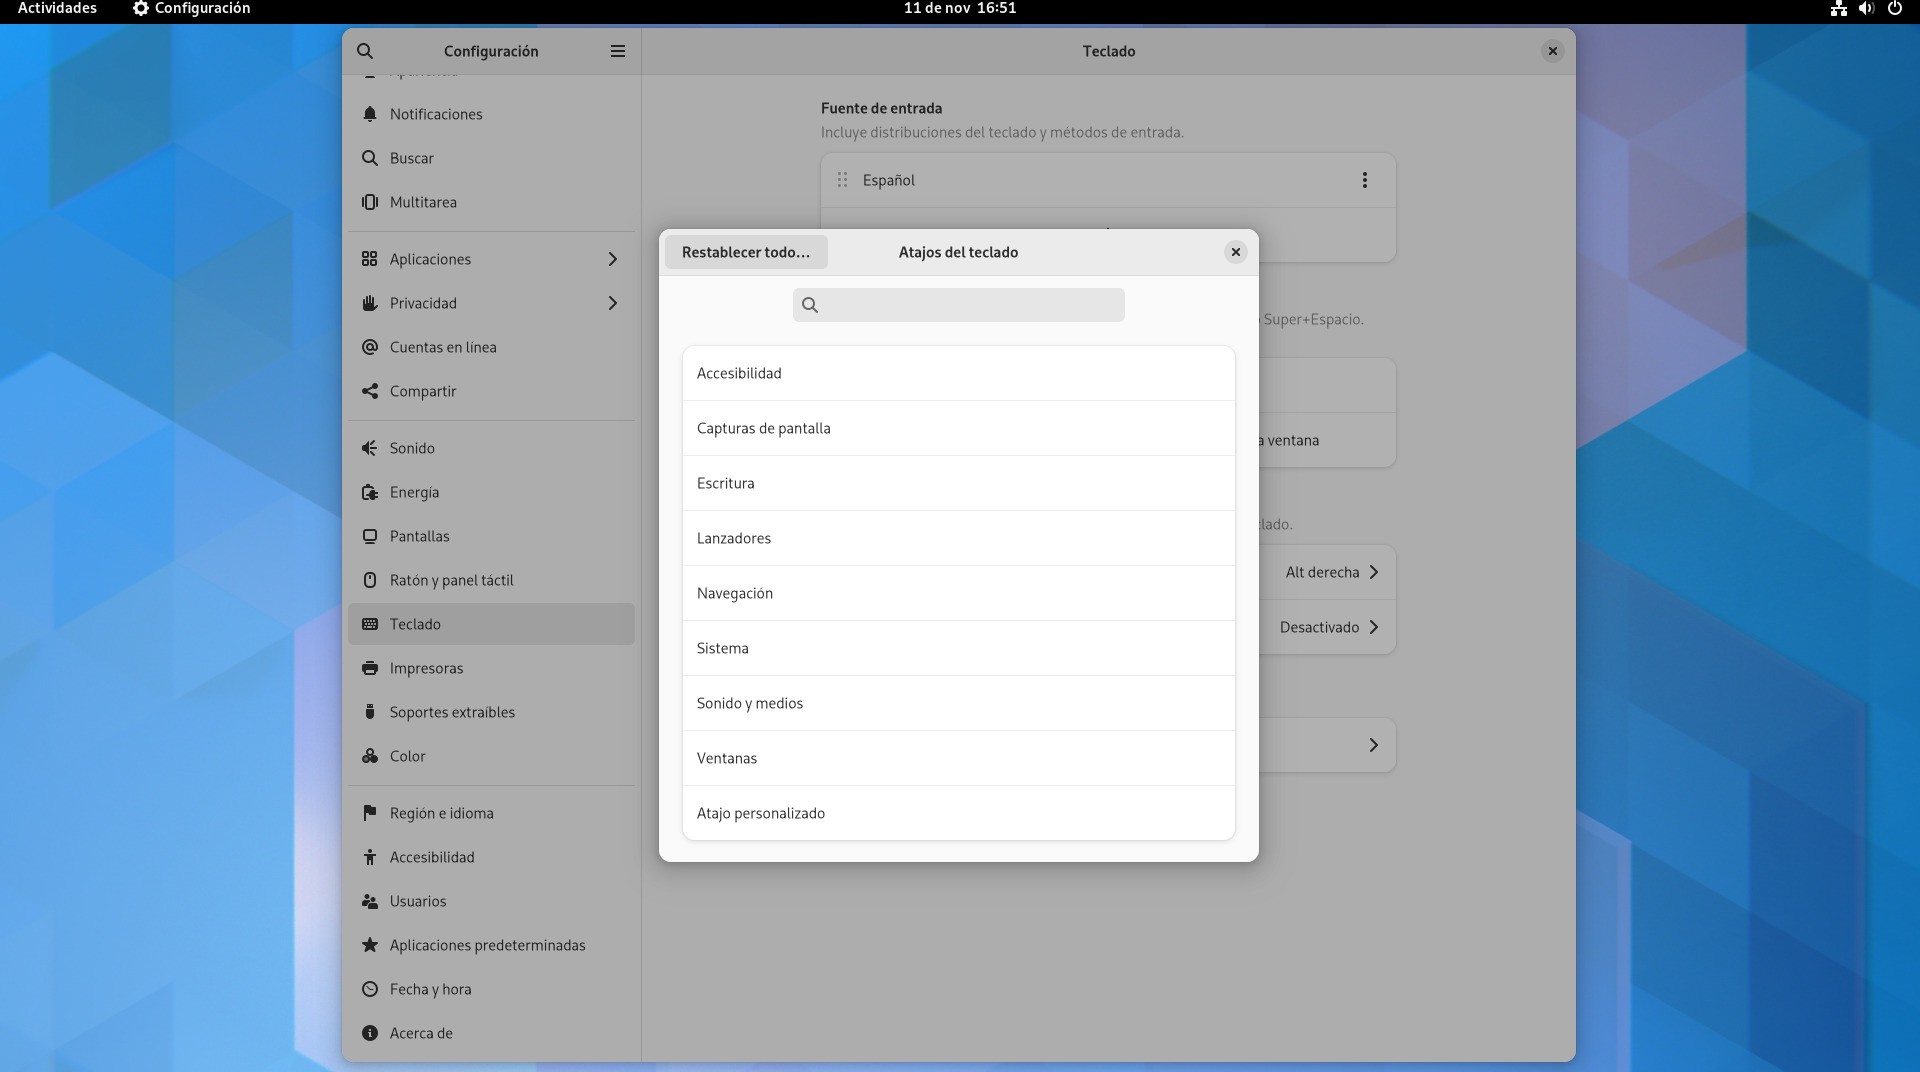 Actividades
Configuración
11 de nov 16:51
Configuración
Teclado
Apariencia
Notificaciones
Buscar
Multitarea
Aplicaciones
Privacidad
Cuentas en línea
Compartir
Sonido
Energía
Pantallas
Ratón y panel táctil
Teclado
Impresoras
Soportes extraíbles
Color
Región e idioma
Accesibilidad
Usuarios
Aplicaciones predeterminadas
Fecha y hora
Acerca de
Fuente de entrada
Incluye distribuciones del teclado y métodos de entrada.
Español
Super+Espacio.
a ventana
clado.
Alt derecha
Desactivado
Restablecer todo...
Atajos del teclado
Accesibilidad
Capturas de pantalla
Escritura
Lanzadores
Navegación
Sistema
Sonido y medios
Ventanas
Atajo personalizado